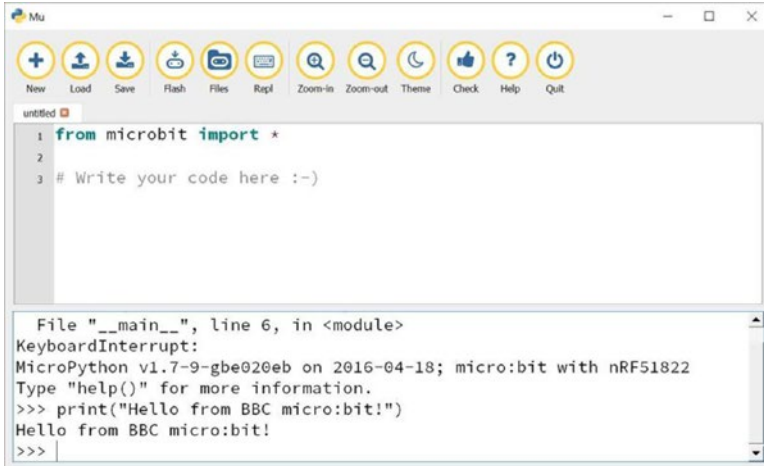 Mu
New Load Save Flash Files Repl Zoom-in Zoom-out Theme Check Help Quit
untitled
1 from microbit import *
2
3 # Write your code here :-)
File "__main__", line 6, in <module>
KeyboardInterrupt:
MicroPython v1.7-9-gbe020eb on 2016-04-18; micro:bit with nRF51822
Type "help()" for more information.
>>> print("Hello from BBC micro:bit!")
Hello from BBC micro:bit!
>>>